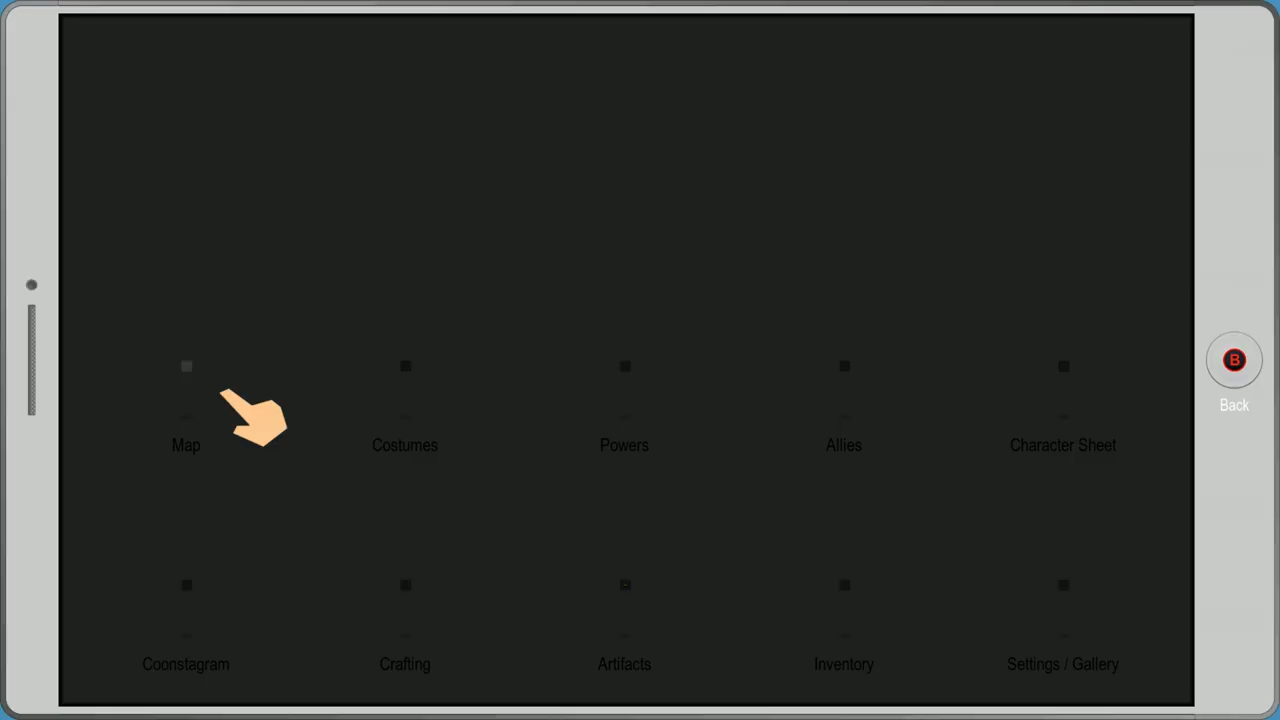 B
Back
Map
Costumes
Powers
Allies
Character Sheet
Coonstagram
Crafting
Artifacts
Inventory
Settings / Gallery